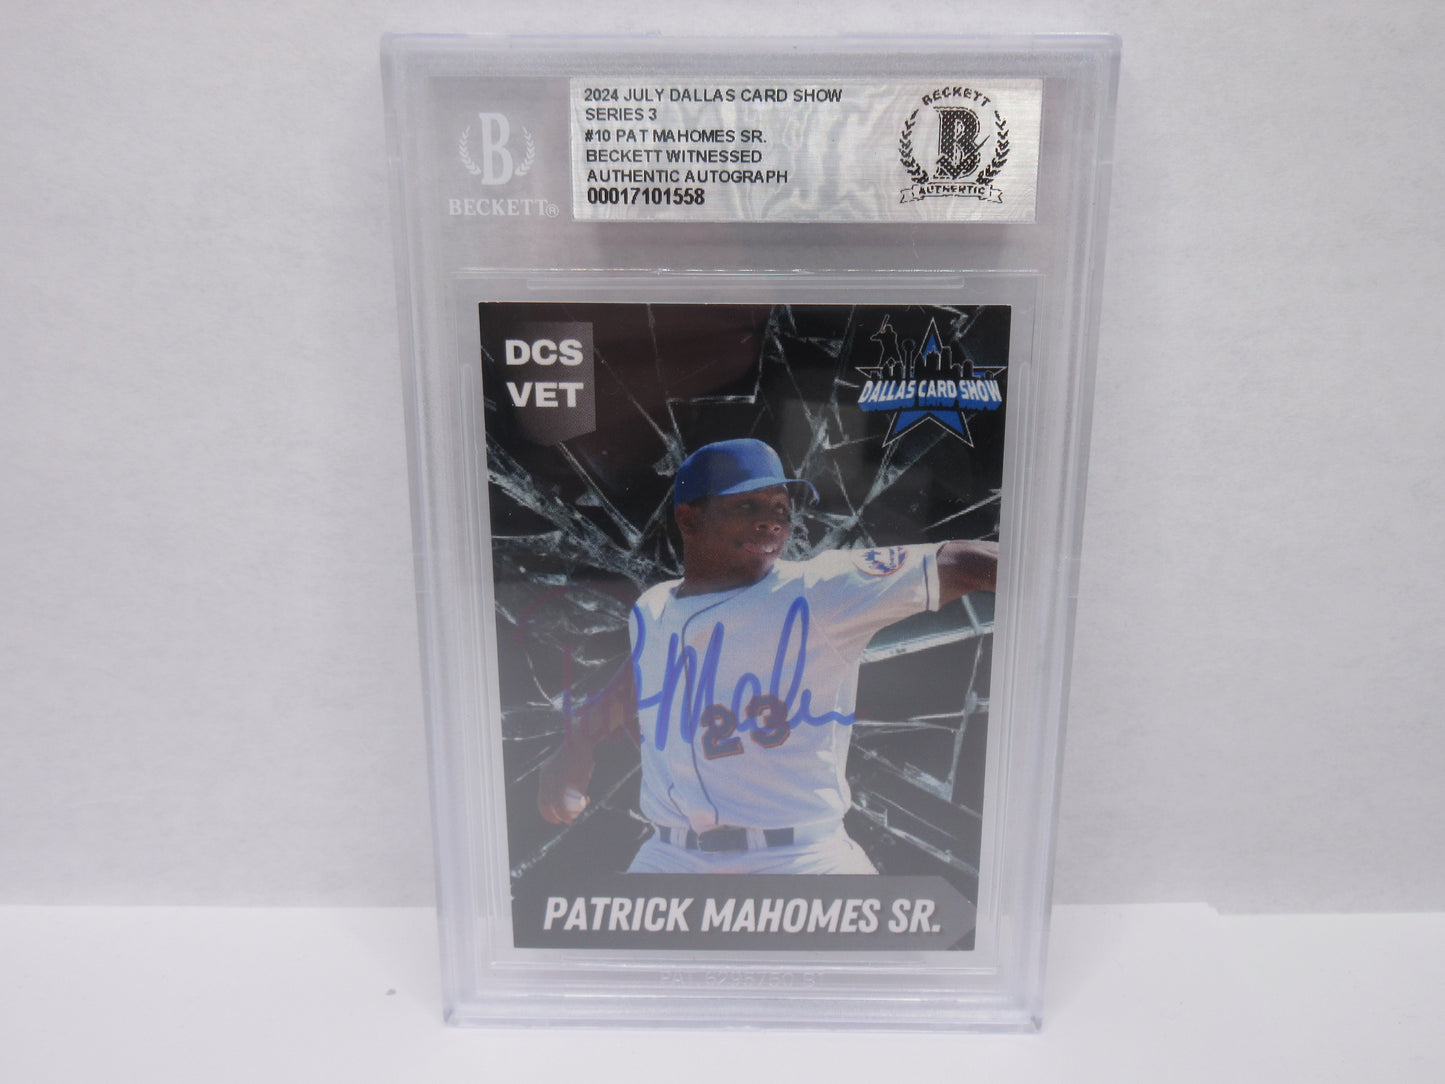 2024 JULY DALLAS CARD SHOW
SERIES 3
#10 PAT MAHOMES SR.
BECKETT WITNESSED
AUTHENTIC AUTOGRAPH
00017101558
BECKETT
B
AUTHENTIC
B
BECKETT®
DCS
VET
DALLAS CARD SHOW
23
PATRICK MAHOMES SR.